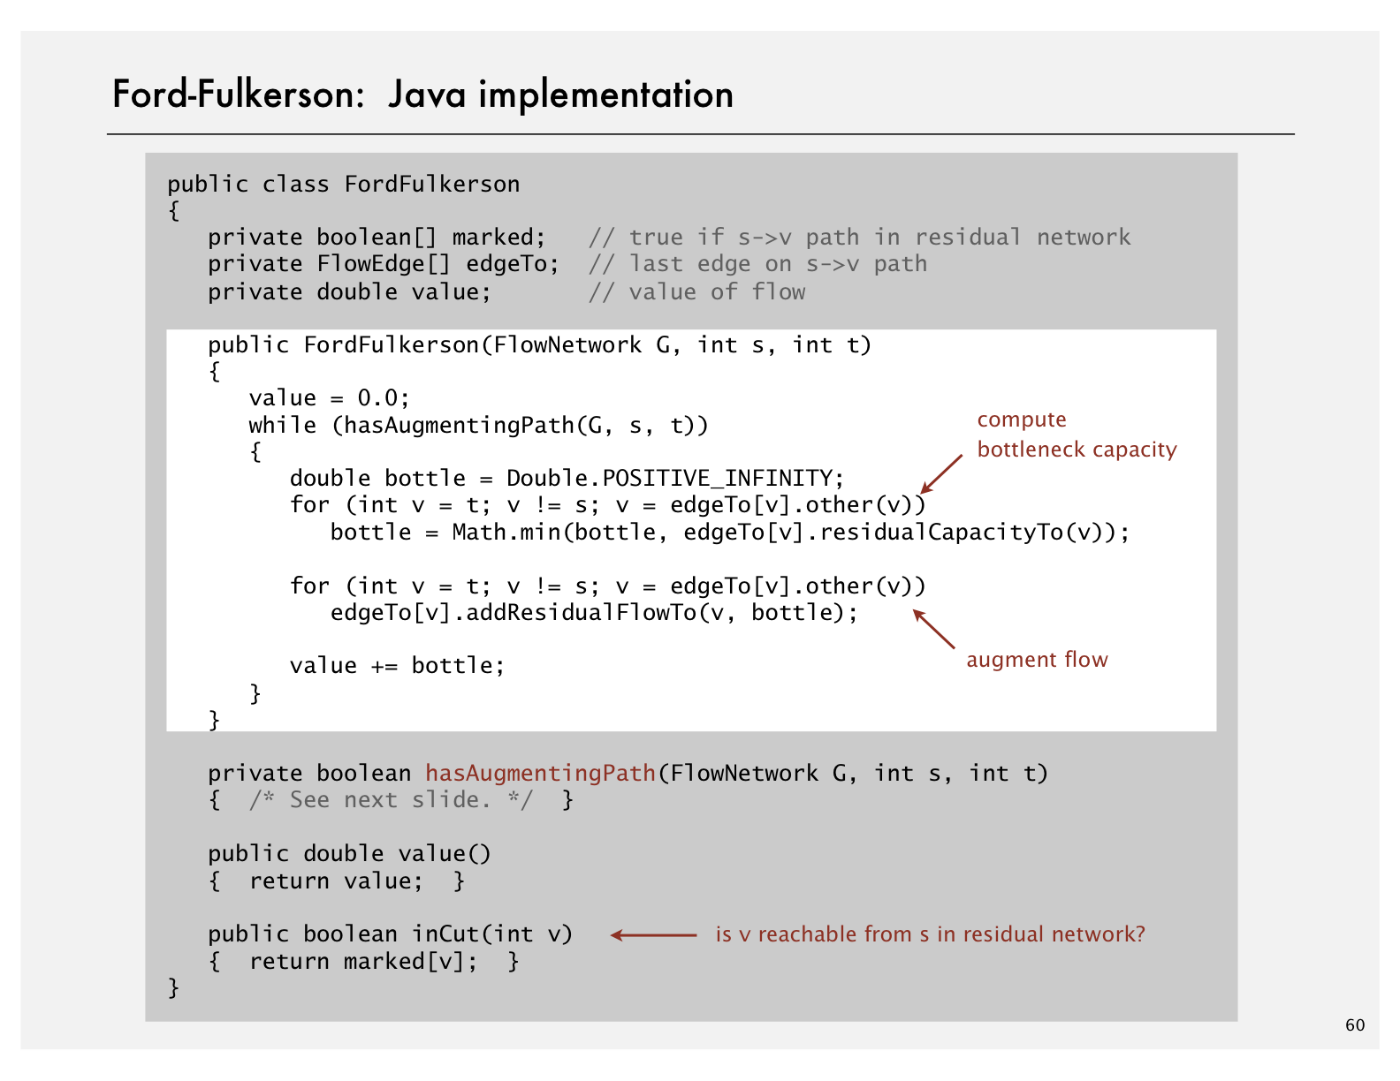 Ford-Fulkerson:  Java implementation
public class FordFulkerson
{
   private boolean[] marked;   // true if s->v path in residual network
   private FlowEdge[] edgeTo;  // last edge on s->v path
   private double value;       // value of flow
   public FordFulkerson(FlowNetwork G, int s, int t)
   {
      value = 0.0;
      while (hasAugmentingPath(G, s, t))
      {
compute
bottleneck capacity
         double bottle = Double.POSITIVE_INFINITY;
         for (int v = t; v != s; v = edgeTo[v].other(v))
            bottle = Math.min(bottle, edgeTo[v].residualCapacityTo(v));
         for (int v = t; v != s; v = edgeTo[v].other(v))
            edgeTo[v].addResidualFlowTo(v, bottle);
augment flow
         value += bottle;
      }
   }
   private boolean hasAugmentingPath(FlowNetwork G, int s, int t)
   {  /* See next slide. */  }
   public double value()
   {  return value;  }
   public boolean inCut(int v)
is v reachable from s in residual network?
   {  return marked[v];  }
}
60